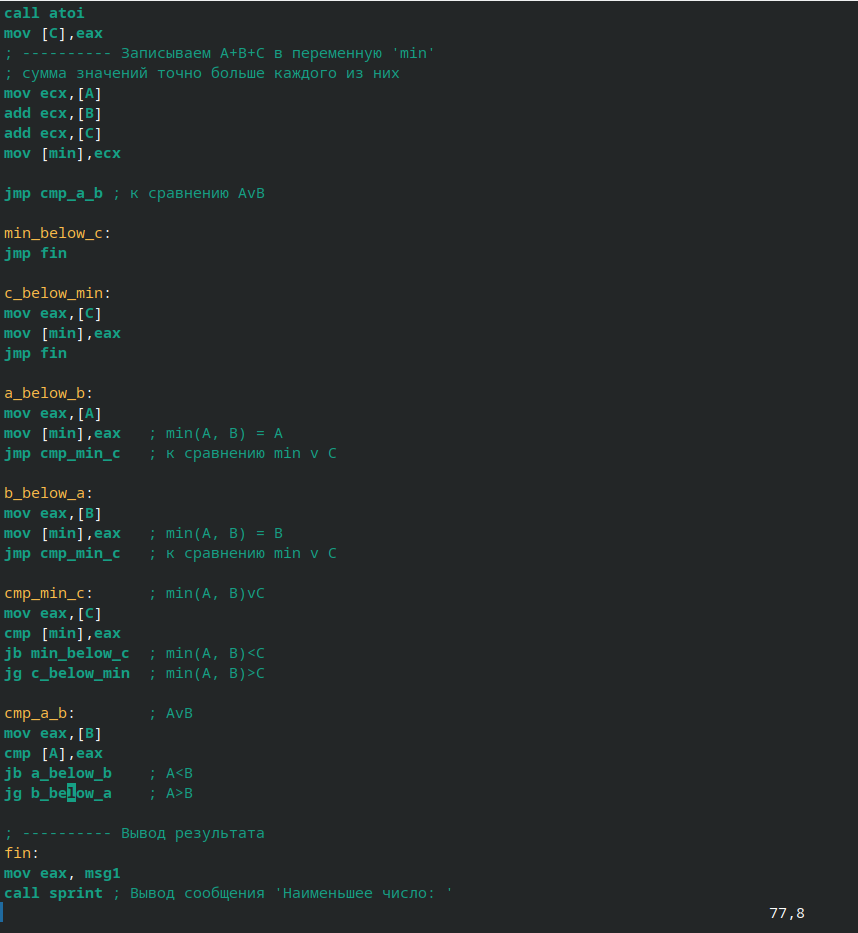 call atoi
mov [C],eax
; ---------- Записываем A+B+C в переменную 'min'
; сумма значений точно больше каждого из них
mov ecx,[A]
add ecx,[B]
add ecx,[C]
mov [min],ecx
jmp cmp_a_b ; к сравнению AvB
min_below_c:
jmp fin
c_below_min:
mov eax,[C]
mov [min],eax
jmp fin
a_below_b:
mov eax,[A]
mov [min],eax   ; min(A, B) = A
jmp cmp_min_c   ; к сравнению min v C
b_below_a:
mov eax,[B]
mov [min],eax   ; min(A, B) = B
jmp cmp_min_c   ; к сравнению min v C
cmp_min_c:      ; min(A, B)vC
mov eax,[C]
cmp [min],eax
jb min_below_c  ; min(A, B)<C
jg c_below_min  ; min(A, B)>C
cmp_a_b:        ; AvB
mov eax,[B]
cmp [A],eax
jb a_below_b    ; A<B
jg b_below_a    ; A>B
; ---------- Вывод результата
fin:
mov eax, msg1
call sprint ; Вывод сообщения 'Наименьшее число: '
77,8